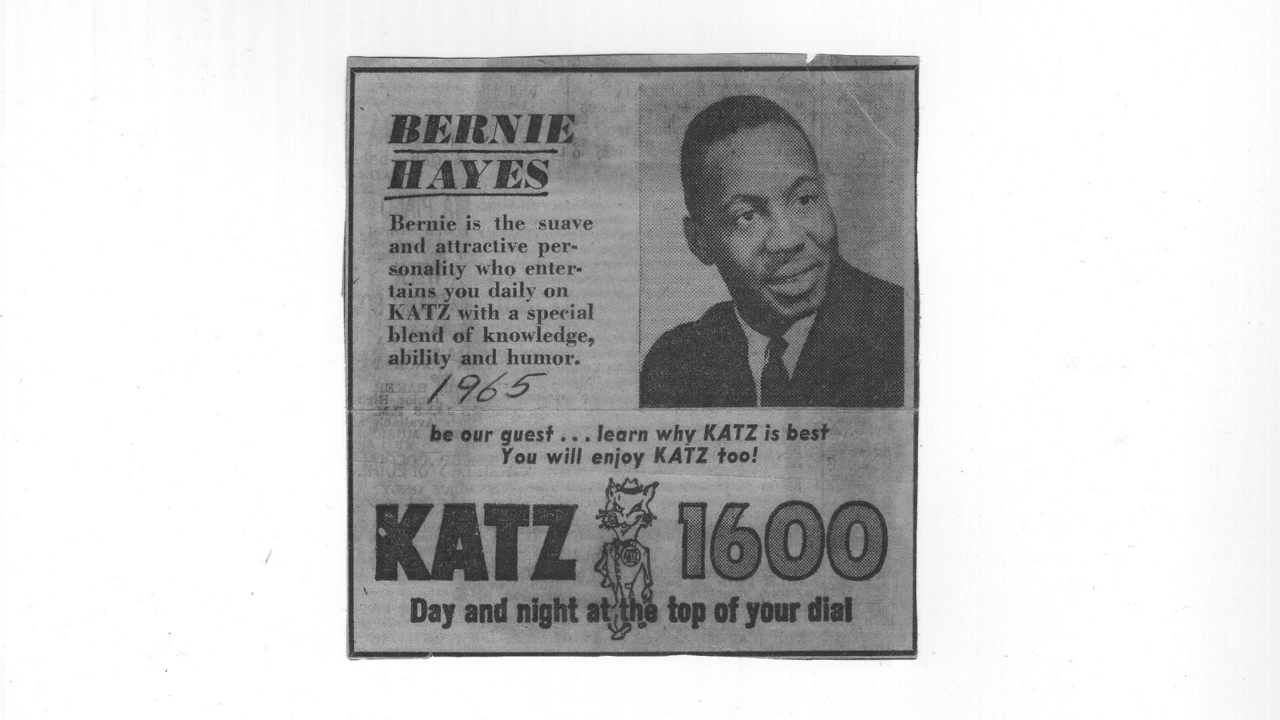 BERNIE
HAYES
Bernie is the suave
and attractive per-
sonality who enter-
tains you daily on
KATZ with a special
blend of knowledge,
ability and humor.
1965
be our guest . . . learn why KATZ is best
You will enjoy KATZ too!
KATZ 1600
Day and night at the top of your dial